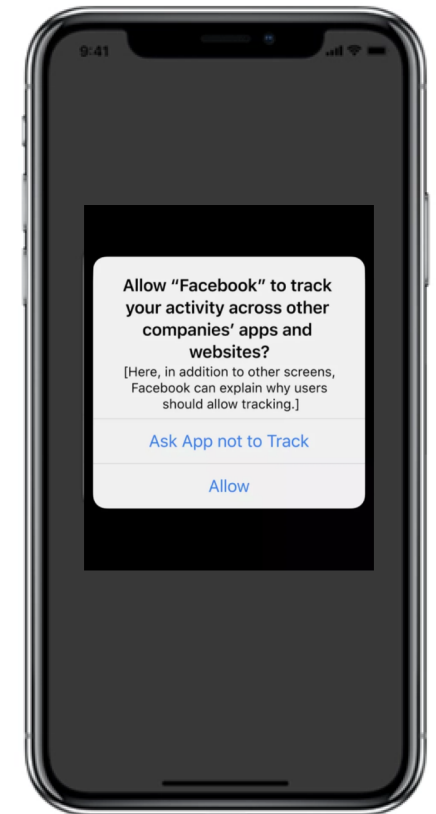 9:41
Allow “Facebook” to track
your activity across other
companies’ apps and
websites?
[Here, in addition to other screens,
Facebook can explain why users
should allow tracking.]
Ask App not to Track
Allow